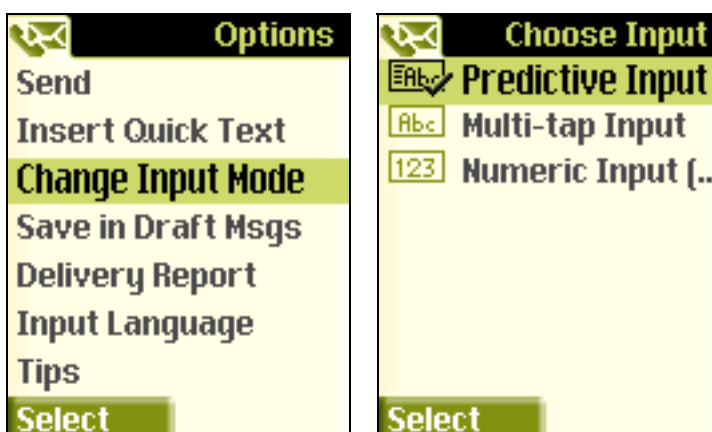 Options
Send
Insert Quick Text
Change Input Mode
Save in Draft Msgs
Delivery Report
Input Language
Tips
Select
Choose Input
Abc Predictive Input
Abc Multi-tap Input
123 Numeric Input (..
Select